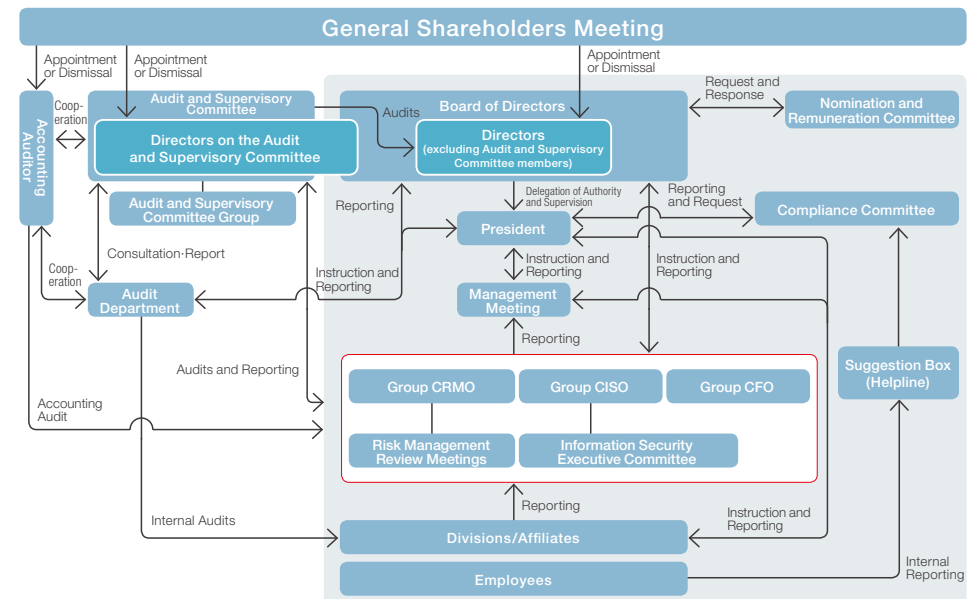 General Shareholders Meeting
Appointment
or Dismissal
Appointment
or Dismissal
Appointment
or Dismissal
Accounting
Auditor
Coop-
eration
Audit and Supervisory
Committee
Directors on the Audit
and Supervisory Committee
Audits
Board of Directors
Directors
(excluding Audit and Supervisory
Committee members)
Request and
Response
Nomination and
Remuneration Committee
Audit and Supervisory
Committee Group
Reporting
Delegation of Authority
and Supervision
Reporting
and Request
Compliance Committee
President
Consultation·Report
Coop-
eration
Audit
Department
Instruction and
Reporting
Instruction and
Reporting
Instruction and
Reporting
Management
Meeting
Reporting
Audits and Reporting
Accounting
Audit
Group CRMO
Group CISO
Group CFO
Risk Management
Review Meetings
Information Security
Executive Committee
Suggestion Box
(Helpline)
Reporting
Internal Audits
Instruction and
Reporting
Divisions/Affiliates
Employees
Internal
Reporting